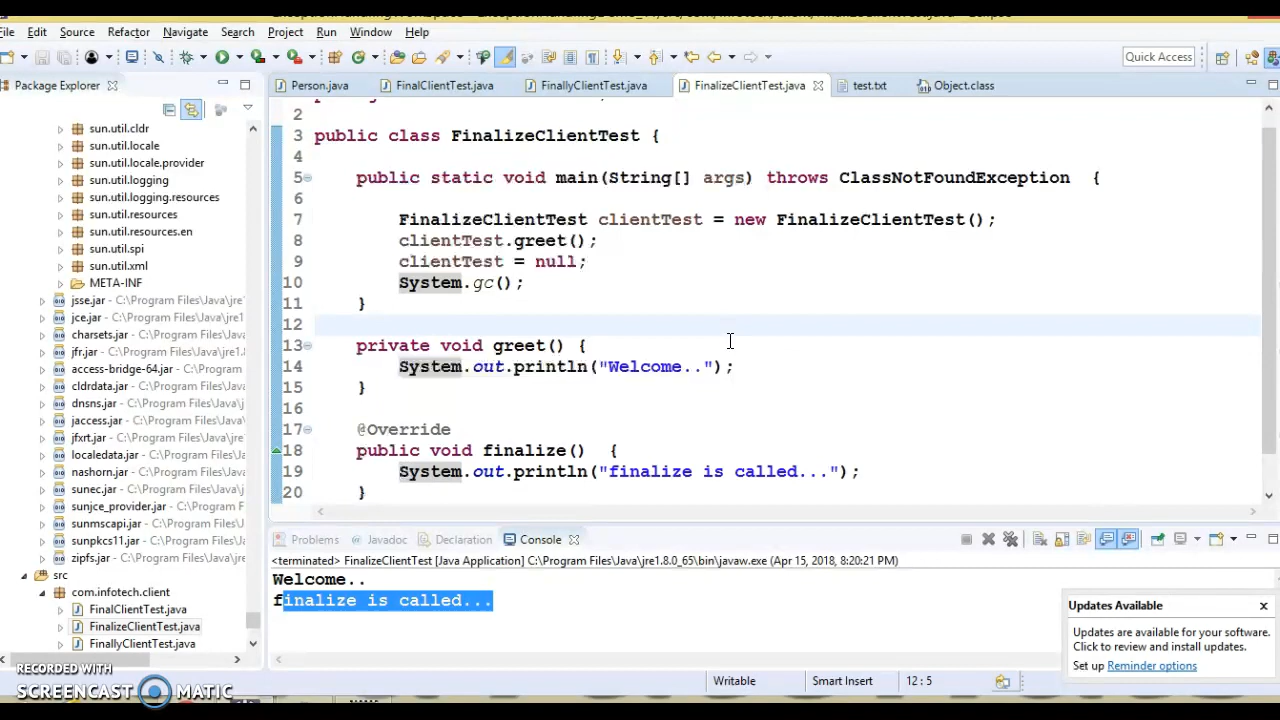 File Edit Source Refactor Navigate Search Project Run Window Help
Quick Access
Package Explorer
Person.java FinalClientTest.java FinallyClientTest.java FinalizeClientTest.java test.txt Object.class
sun.util.cldr
sun.util.locale
sun.util.locale.provider
sun.util.logging
sun.util.logging.resources
sun.util.resources
sun.util.resources.en
sun.util.spi
sun.util.xml
META-INF
jsse.jar - C:\Program Files\Java\jre1
jce.jar - C:\Program Files\Java\jre1.
charsets.jar - C:\Program Files\Java
jfr.jar - C:\Program Files\Java\jre1.8
access-bridge-64.jar - C:\Program
cldrdata.jar - C:\Program Files\Java
dnsns.jar - C:\Program Files\Java\jr
jaccess.jar - C:\Program Files\Java\
jfxrt.jar - C:\Program Files\Java\jre
localedata.jar - C:\Program Files\Ja
nashorn.jar - C:\Program Files\Java
sunec.jar - C:\Program Files\Java\jr
sunjce_provider.jar - C:\Program Fi
sunmscapi.jar - C:\Program Files\Ja
sunpkcs11.jar - C:\Program Files\Ja
zipfs.jar - C:\Program Files\Java\jre
src
com.infotech.client
FinalClientTest.java
FinalizeClientTest.java
FinallyClientTest.java
2
3 public class FinalizeClientTest {
4
5 public static void main(String[] args) throws ClassNotFoundException {
6
7 FinalizeClientTest clientTest = new FinalizeClientTest();
8 clientTest.greet();
9 clientTest = null;
10 System.gc();
11 }
12
13 private void greet() {
14 System.out.println("Welcome..");
15 }
16
17 @Override
18 public void finalize() {
19 System.out.println("finalize is called...");
20 }
Problems Javadoc Declaration Console
<terminated> FinalizeClientTest [Java Application] C:\Program Files\Java\jre1.8.0_65\bin\javaw.exe (Apr 15, 2018, 8:20:21 PM)
Welcome..
finalize is called...
Updates Available
Updates are available for your software.
Click to review and install updates.
Set up Reminder options
Writable Smart Insert 12 : 5
RECORDED WITH
SCREENCAST MATIC